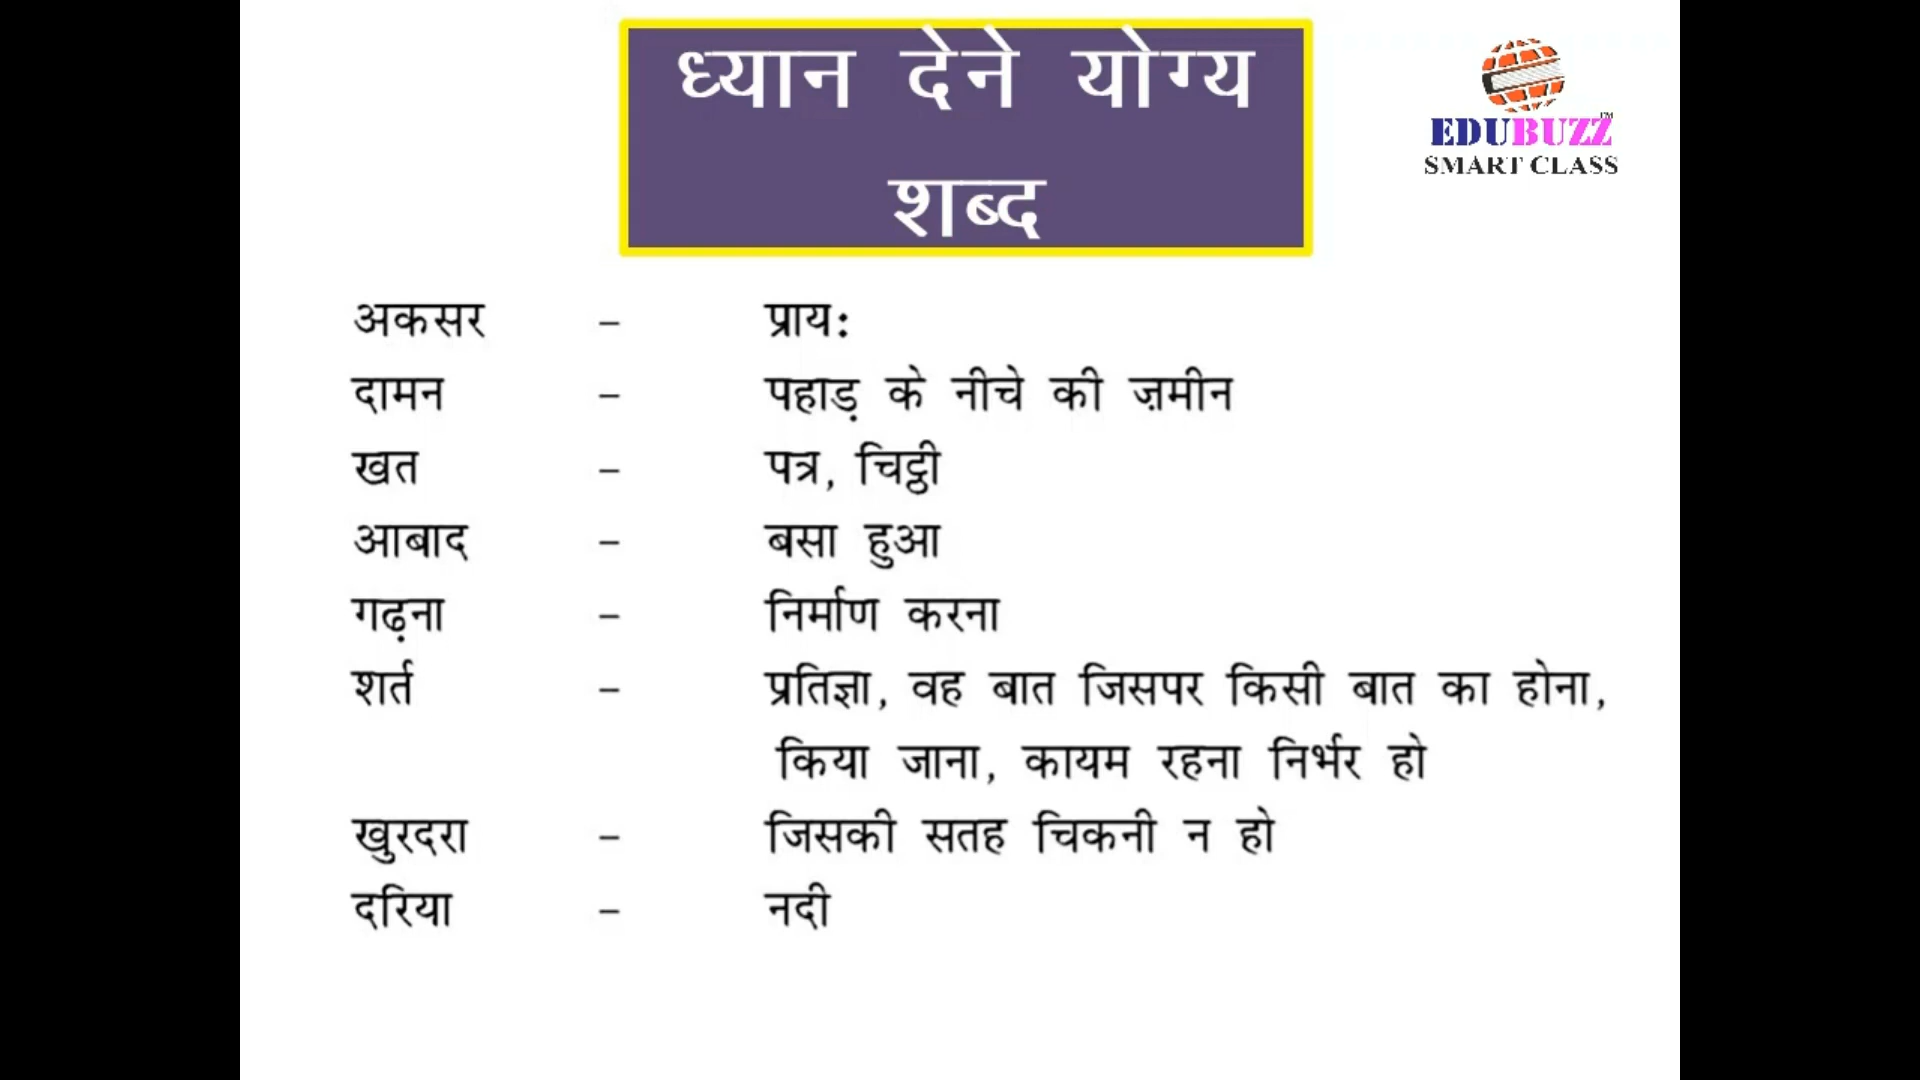 ध्यान देने योग्य
शब्द
EDUBUZZ™
SMART CLASS
अकसर – प्राय:
दामन – पहाड़ के नीचे की ज़मीन
खत – पत्र, चिट्ठी
आबाद – बसा हुआ
गढ़ना – निर्माण करना
शर्त – प्रतिज्ञा, वह बात जिसपर किसी बात का होना,
किया जाना, कायम रहना निर्भर हो
खुरदरा – जिसकी सतह चिकनी न हो
दरिया – नदी